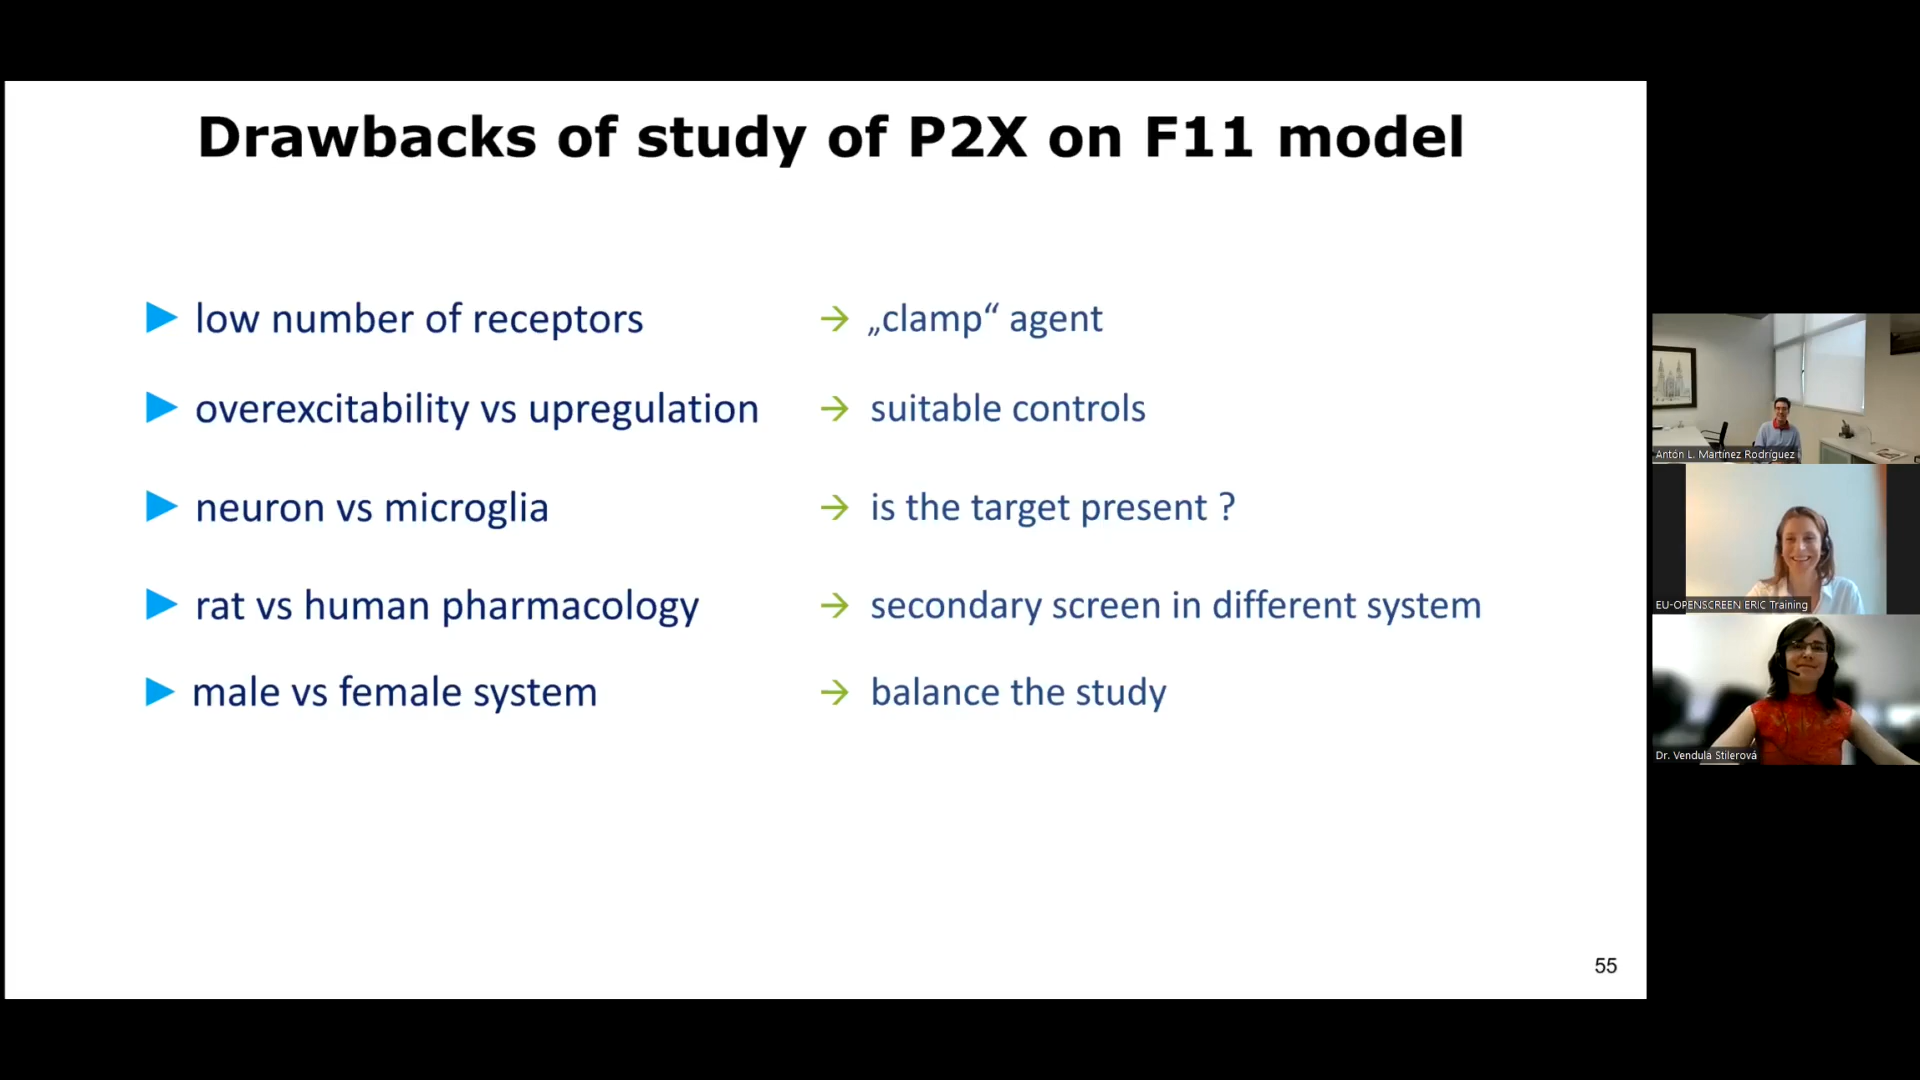 Drawbacks of study of P2X on F11 model
low number of receptors → „clamp“ agent
overexcitability vs upregulation → suitable controls
neuron vs microglia → is the target present ?
rat vs human pharmacology → secondary screen in different system
male vs female system → balance the study
55
Antón L. Martínez Rodríguez
EU-OPENSCREEN ERIC Training
Dr. Vendula Stilerová